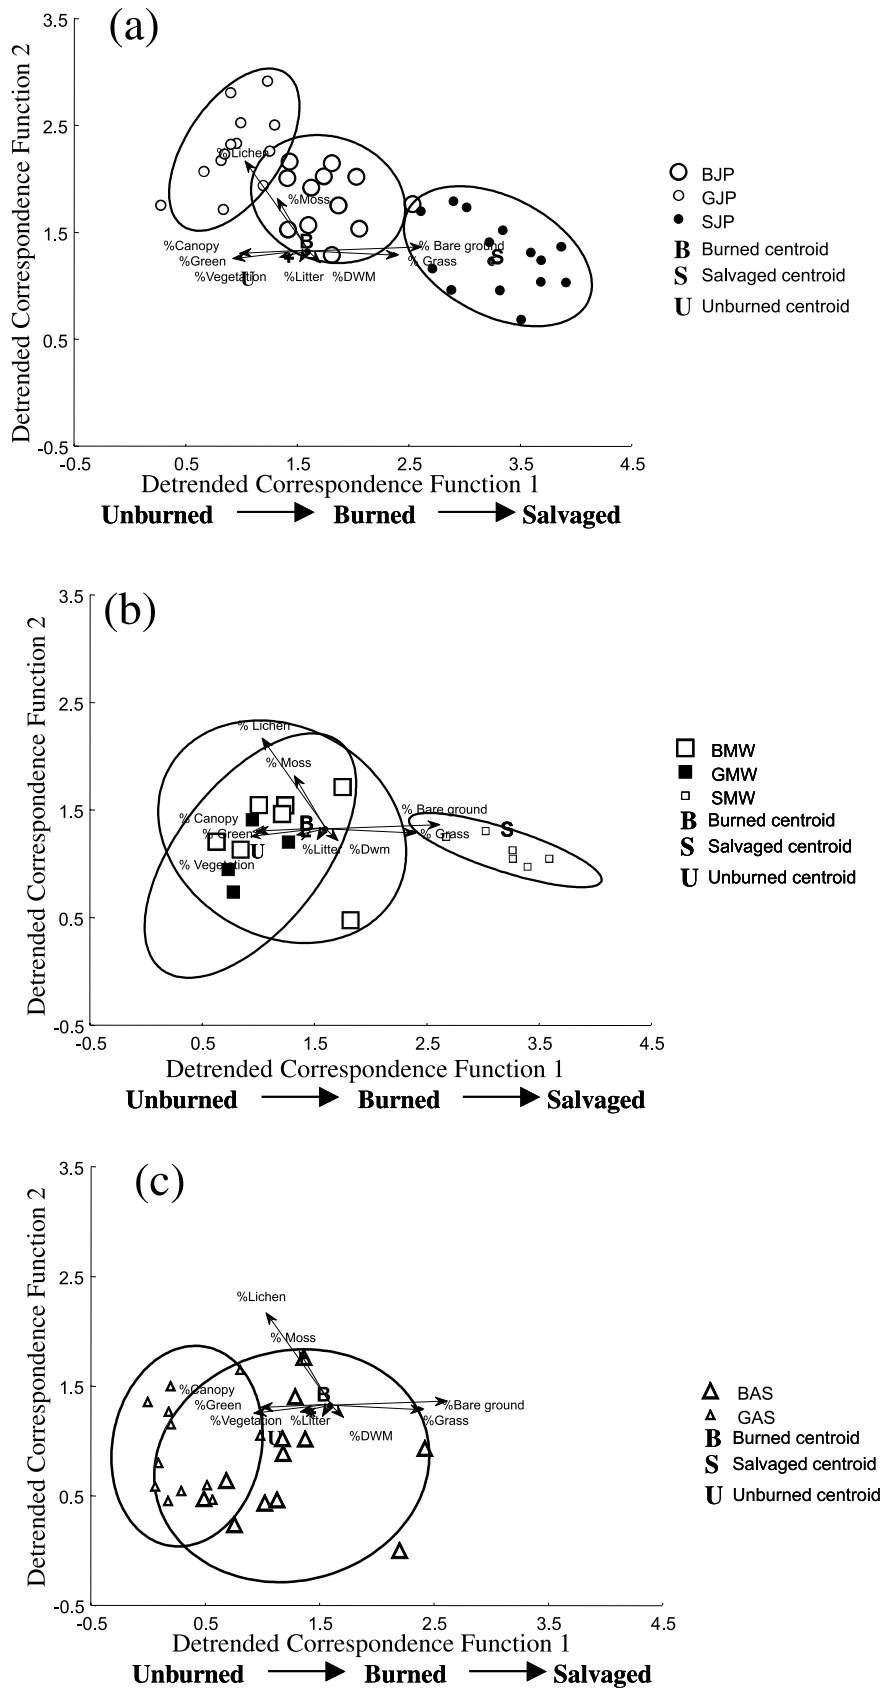 (a)
3.5
2.5
1.5
0.5
-0.5
Detrended Correspondence Function 2
% Lichen
%Moss
B
%Canopy
%Green
%Vegetation
U
%Litter
%DWM
% Bare ground
% Grass
S
BJP
GJP
SJP
B Burned centroid
S Salvaged centroid
U Unburned centroid
-0.5 0.5 1.5 2.5 3.5 4.5
Detrended Correspondence Function 1
Unburned Burned Salvaged
(b)
3.5
2.5
1.5
0.5
-0.5
Detrended Correspondence Function 2
% Lichen
% Moss
% Canopy
B
% Green
% Vegetation
U
%Litter
%Dwm
% Bare ground
% Grass
S
BMW
GMW
SMW
B Burned centroid
S Salvaged centroid
U Unburned centroid
-0.5 0.5 1.5 2.5 3.5 4.5
Detrended Correspondence Function 1
Unburned Burned Salvaged
(c)
3.5
2.5
1.5
0.5
-0.5
Detrended Correspondence Function 2
%Lichen
% Moss
%Canopy
B
%Green
%Vegetation
U
%Litter
%DWM
%Bare ground
%Grass
BAS
GAS
B Burned centroid
S Salvaged centroid
U Unburned centroid
-0.5 0.5 1.5 2.5 3.5 4.5
Detrended Correspondence Function 1
Unburned Burned Salvaged